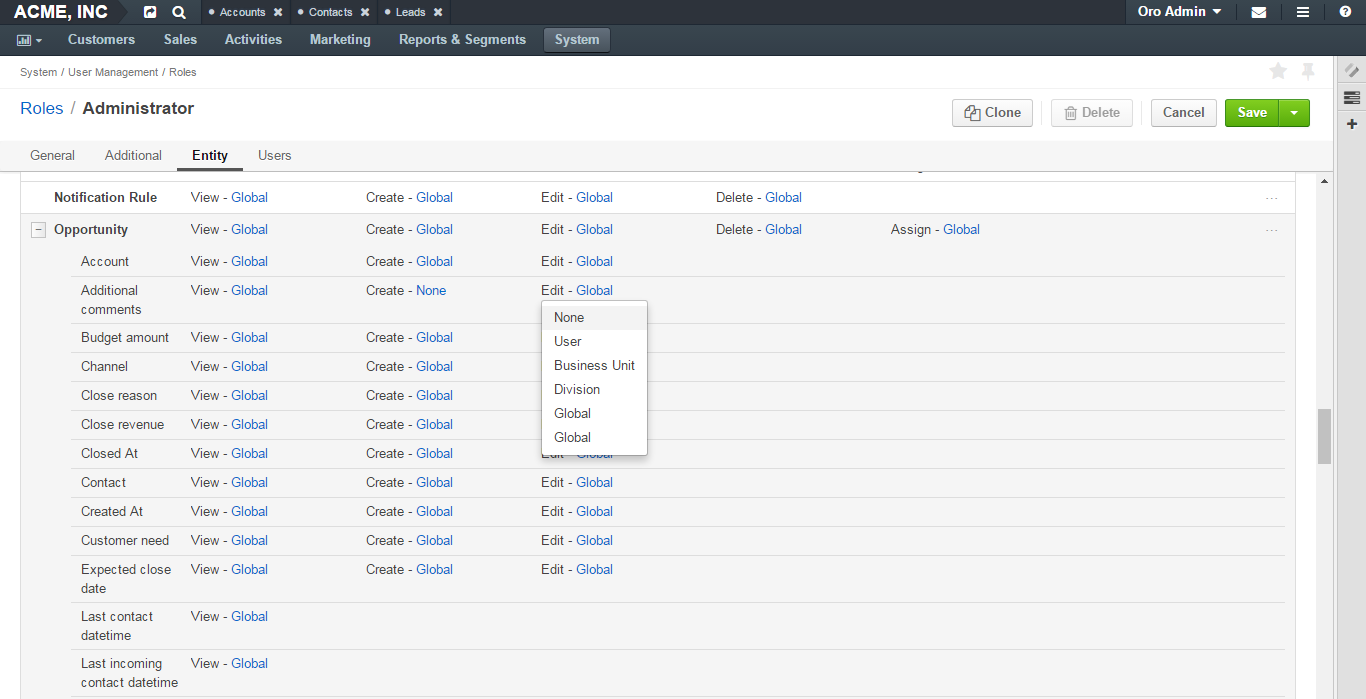 ACME, INC Accounts Contacts Leads Oro Admin
Customers Sales Activities Marketing Reports & Segments System
System / User Management / Roles
Roles / Administrator Clone Delete Cancel Save
General Additional Entity Users
Notification Rule View - Global Create - Global Edit - Global Delete - Global ...
Opportunity View - Global Create - Global Edit - Global Delete - Global Assign - Global ...
Account View - Global Create - Global Edit - Global
Additional comments View - Global Create - None Edit - Global
None
User
Business Unit
Division
Global
Global
Budget amount View - Global Create - Global
Channel View - Global Create - Global
Close reason View - Global Create - Global
Close revenue View - Global Create - Global
Closed At View - Global Create - Global Edit - Global
Contact View - Global Create - Global Edit - Global
Created At View - Global Create - Global Edit - Global
Customer need View - Global Create - Global Edit - Global
Expected close date View - Global Create - Global Edit - Global
Last contact datetime View - Global
Last incoming contact datetime View - Global